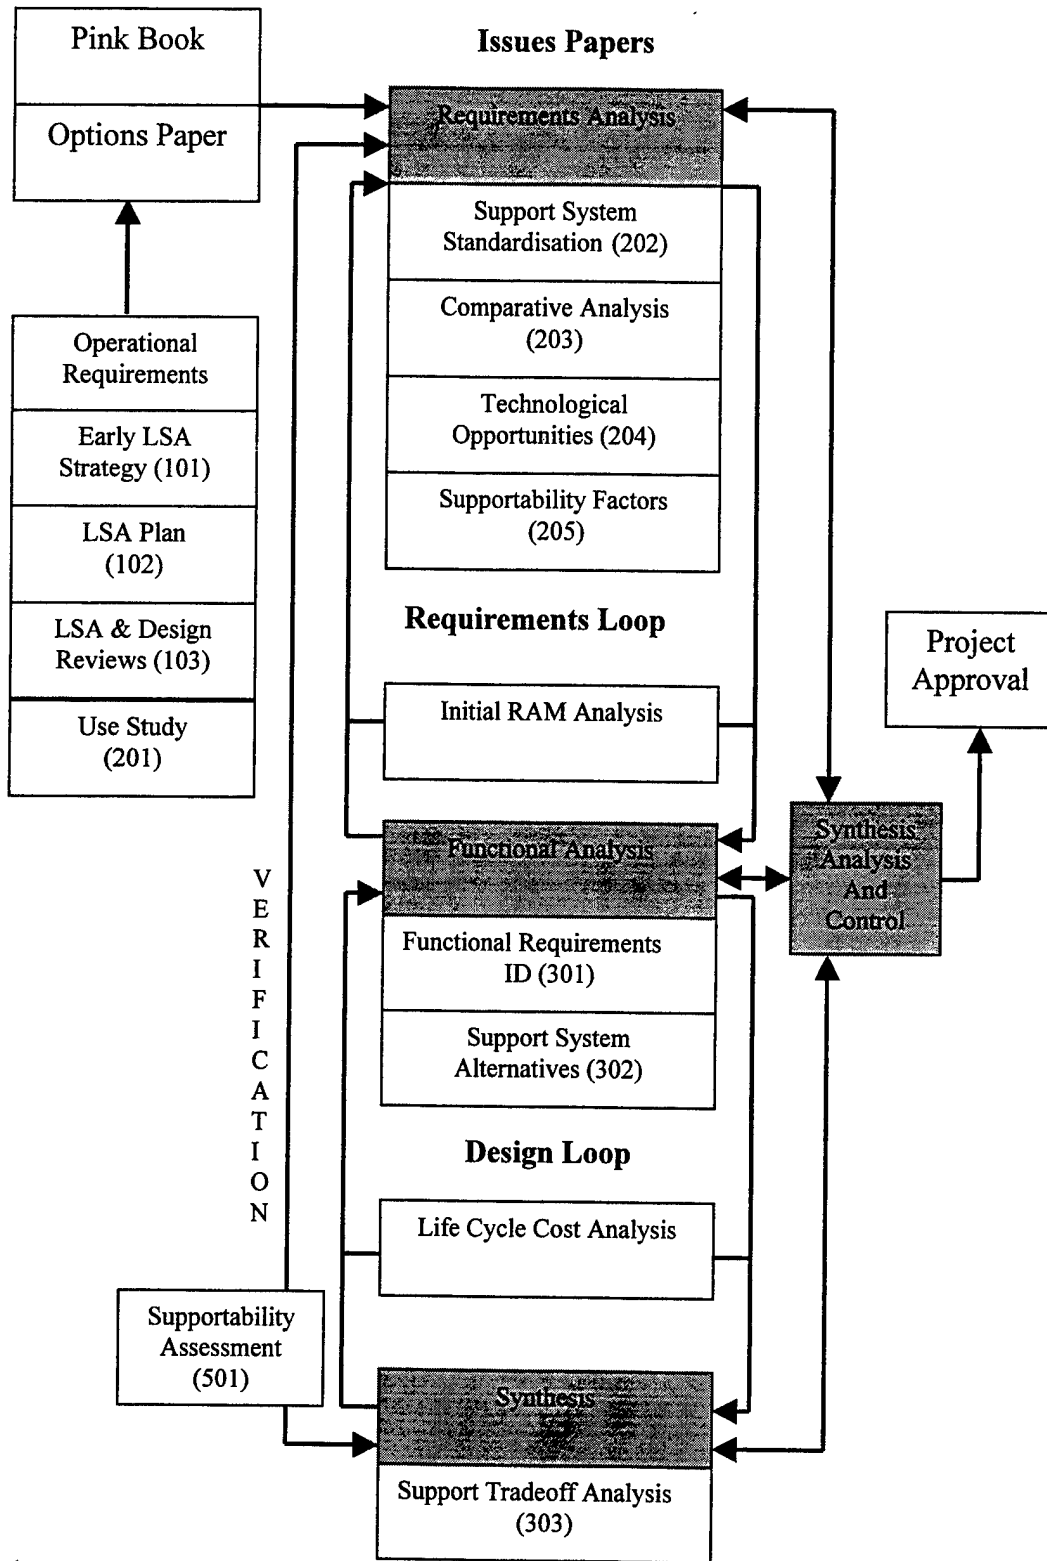 Pink Book
Options Paper
Operational
Requirements
Early LSA
Strategy (101)
LSA Plan
(102)
LSA & Design
Reviews (103)
Use Study
(201)
Issues Papers
Requirements Analysis
Support System
Standardisation (202)
Comparative Analysis
(203)
Technological
Opportunities (204)
Supportability Factors
(205)
Requirements Loop
Initial RAM Analysis
Functional Analysis
Functional Requirements
ID (301)
Support System
Alternatives (302)
Design Loop
Life Cycle Cost Analysis
Synthesis
Support Tradeoff Analysis
(303)
VERIFICATION
Supportability
Assessment
(501)
Synthesis
Analysis
And
Control
Project
Approval